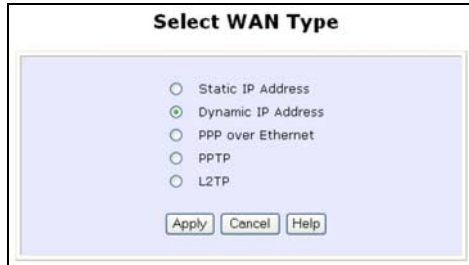 Select WAN Type
Static IP Address
Dynamic IP Address
PPP over Ethernet
PPTP
L2TP
Apply Cancel Help